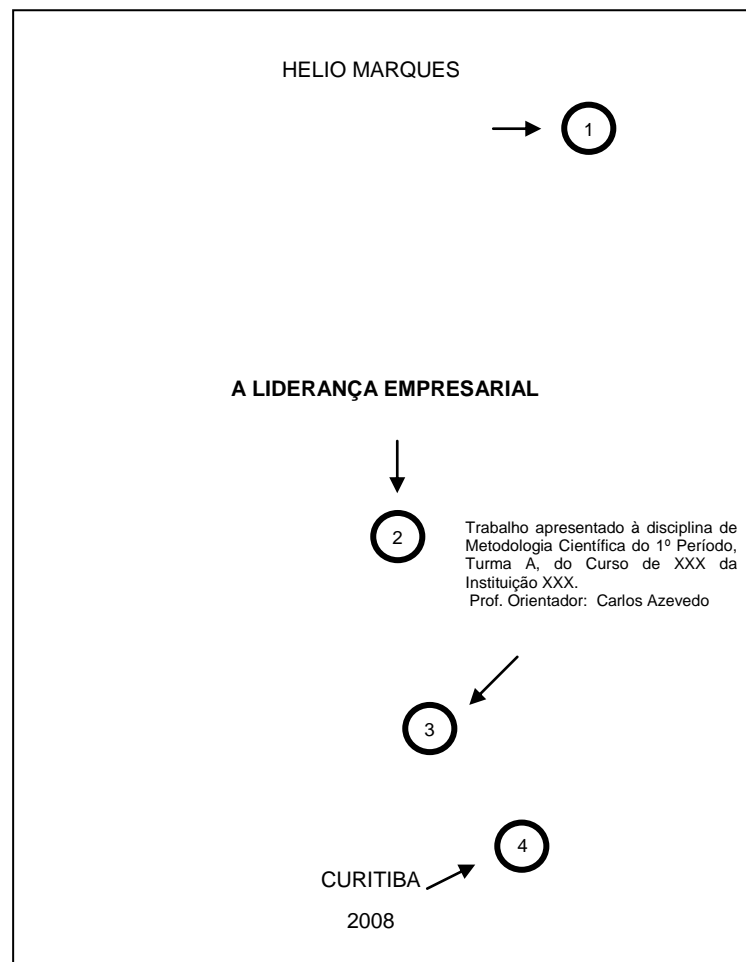 HELIO MARQUES
1
A LIDERANÇA EMPRESARIAL
2
Trabalho apresentado à disciplina de
Metodologia Científica do 1º Período,
Turma A, do Curso de XXX da
Instituição XXX.
Prof. Orientador: Carlos Azevedo
3
4
CURITIBA
2008